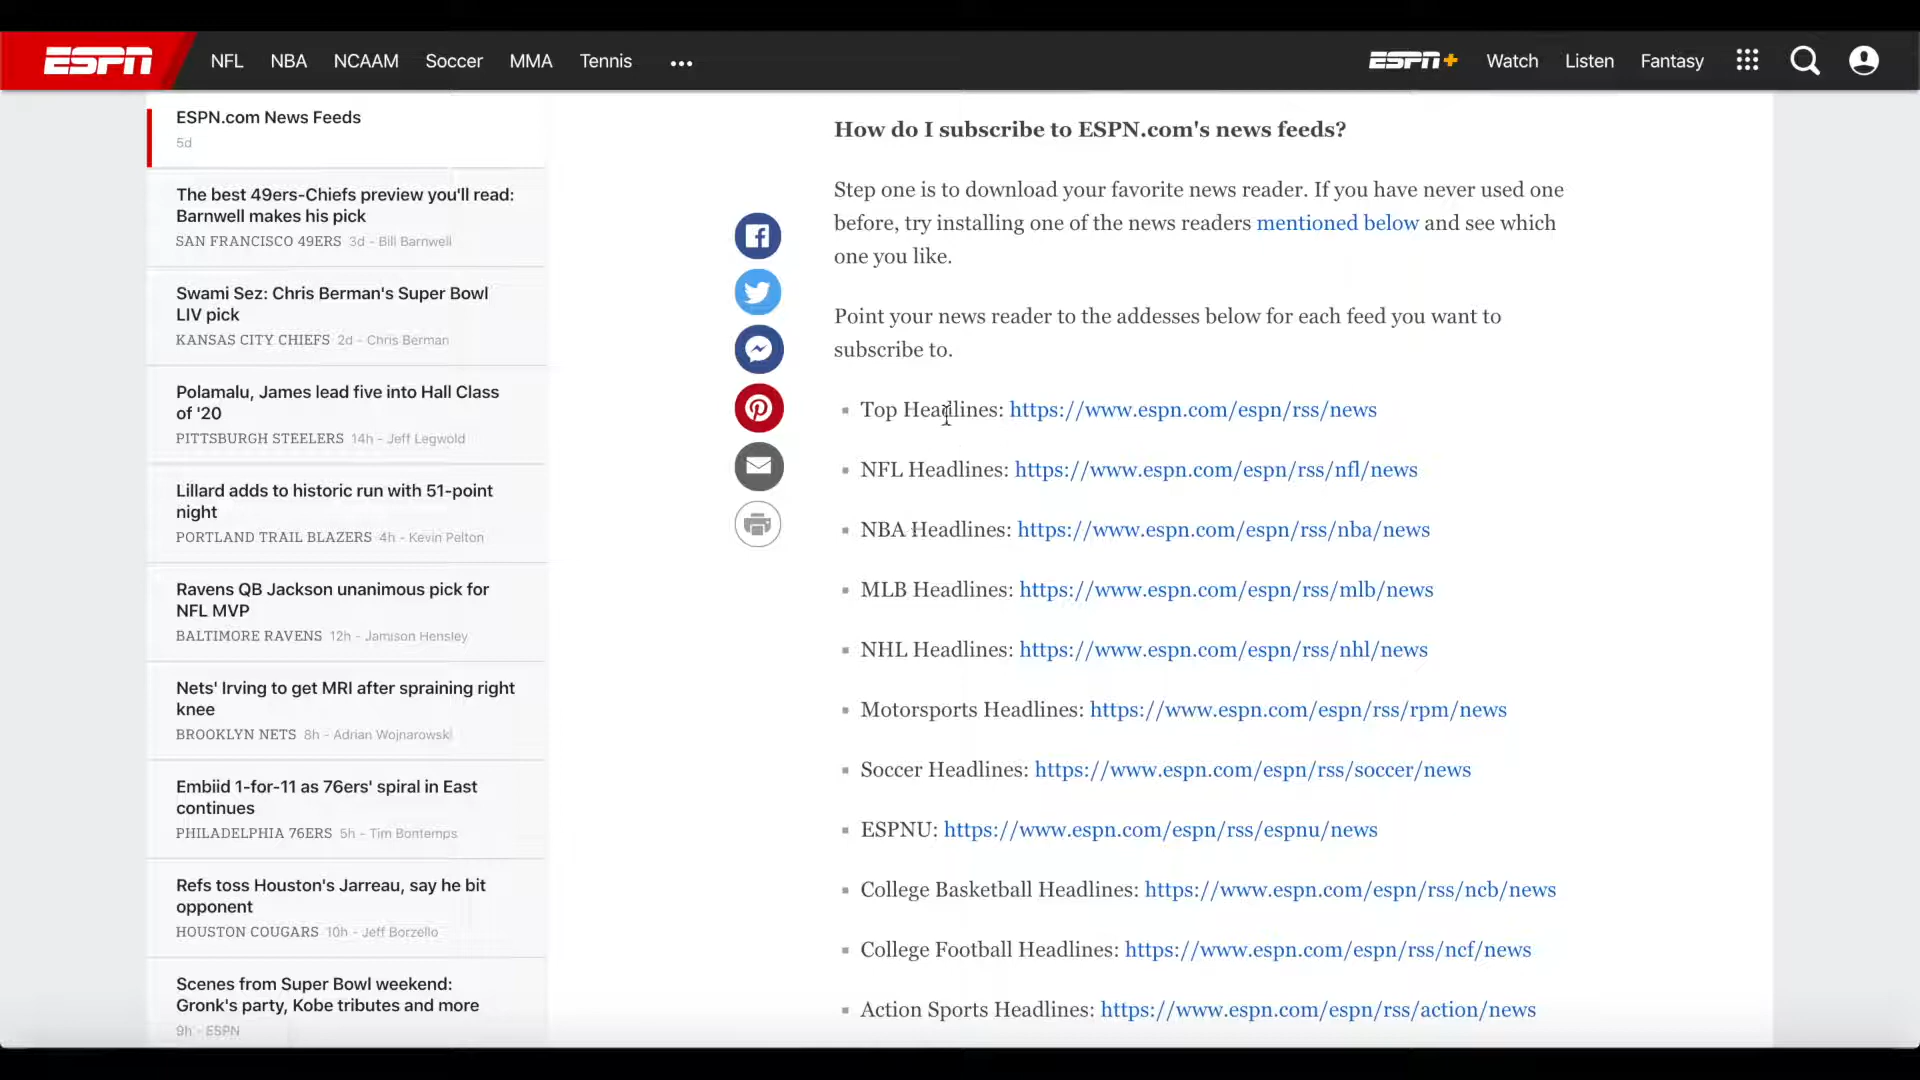 ESPN
NFL NBA NCAAM Soccer MMA Tennis ...
ESPN+ Watch Listen Fantasy
ESPN.com News Feeds
5d
The best 49ers-Chiefs preview you'll read:
Barnwell makes his pick
SAN FRANCISCO 49ERS 3d - Bill Barnwell
Swami Sez: Chris Berman's Super Bowl
LIV pick
KANSAS CITY CHIEFS 2d - Chris Berman
Polamalu, James lead five into Hall Class
of '20
PITTSBURGH STEELERS 14h - Jeff Legwold
Lillard adds to historic run with 51-point
night
PORTLAND TRAIL BLAZERS 4h - Kevin Pelton
Ravens QB Jackson unanimous pick for
NFL MVP
BALTIMORE RAVENS 12h - Jamison Hensley
Nets' Irving to get MRI after spraining right
knee
BROOKLYN NETS 8h - Adrian Wojnarowski
Embiid 1-for-11 as 76ers' spiral in East
continues
PHILADELPHIA 76ERS 5h - Tim Bontemps
Refs toss Houston's Jarreau, say he bit
opponent
HOUSTON COUGARS 10h - Jeff Borzello
Scenes from Super Bowl weekend:
Gronk's party, Kobe tributes and more
9h - ESPN
How do I subscribe to ESPN.com's news feeds?
Step one is to download your favorite news reader. If you have never used one
before, try installing one of the news readers mentioned below and see which
one you like.
Point your news reader to the addesses below for each feed you want to
subscribe to.
Top Headlines: https://www.espn.com/espn/rss/news
NFL Headlines: https://www.espn.com/espn/rss/nfl/news
NBA Headlines: https://www.espn.com/espn/rss/nba/news
MLB Headlines: https://www.espn.com/espn/rss/mlb/news
NHL Headlines: https://www.espn.com/espn/rss/nhl/news
Motorsports Headlines: https://www.espn.com/espn/rss/rpm/news
Soccer Headlines: https://www.espn.com/espn/rss/soccer/news
ESPNU: https://www.espn.com/espn/rss/espnu/news
College Basketball Headlines: https://www.espn.com/espn/rss/ncb/news
College Football Headlines: https://www.espn.com/espn/rss/ncf/news
Action Sports Headlines: https://www.espn.com/espn/rss/action/news